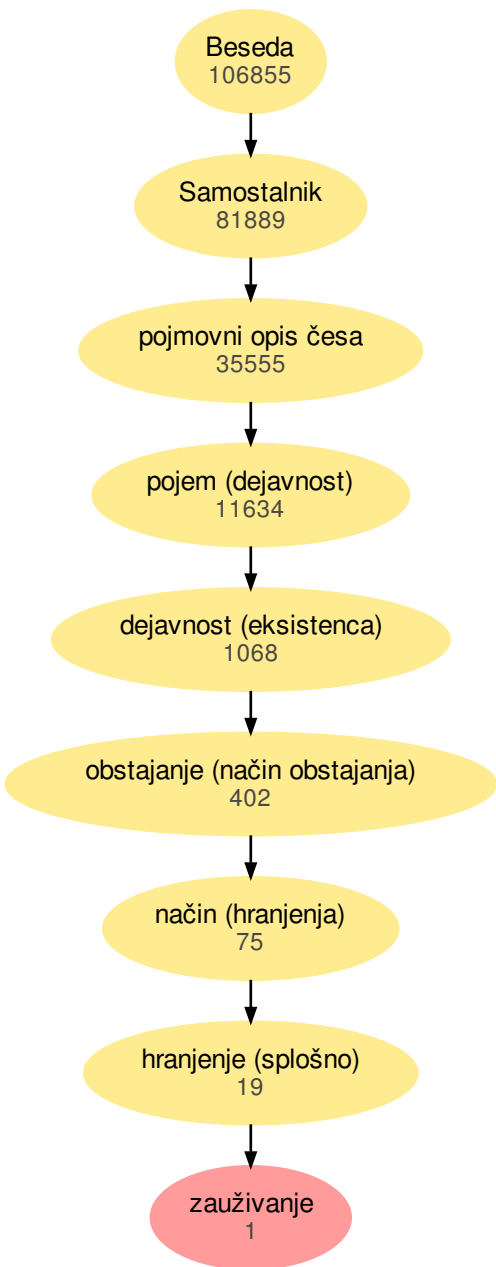 Beseda
106855
Samostalnik
81889
pojmovni opis česa
35555
pojem (dejavnost)
11634
dejavnost (eksistenca)
1068
obstajanje (način obstajanja)
402
način (hranjenja)
75
hranjenje (splošno)
19
zauživanje
1